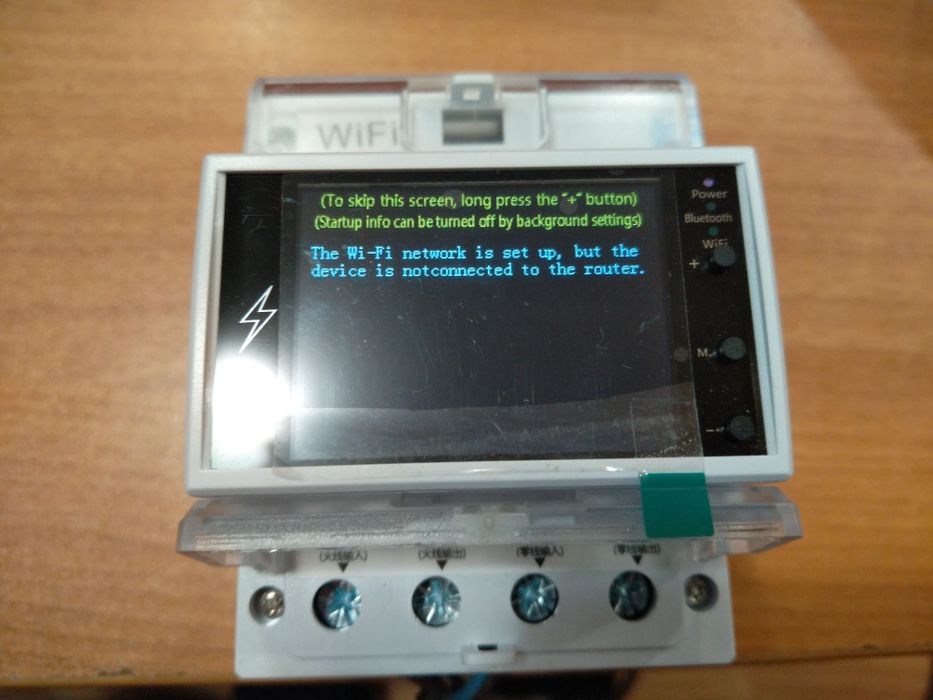 WiFi
(To skip this screen, long press the "+" button)
(Startup info can be turned off by background settings)
The Wi-Fi network is set up, but the
device is notconnected to the router.
Power
Bluetooth
WiFi
+
M
-
(火线输入)
(火线输出)
(零线输入)
(零线输出)